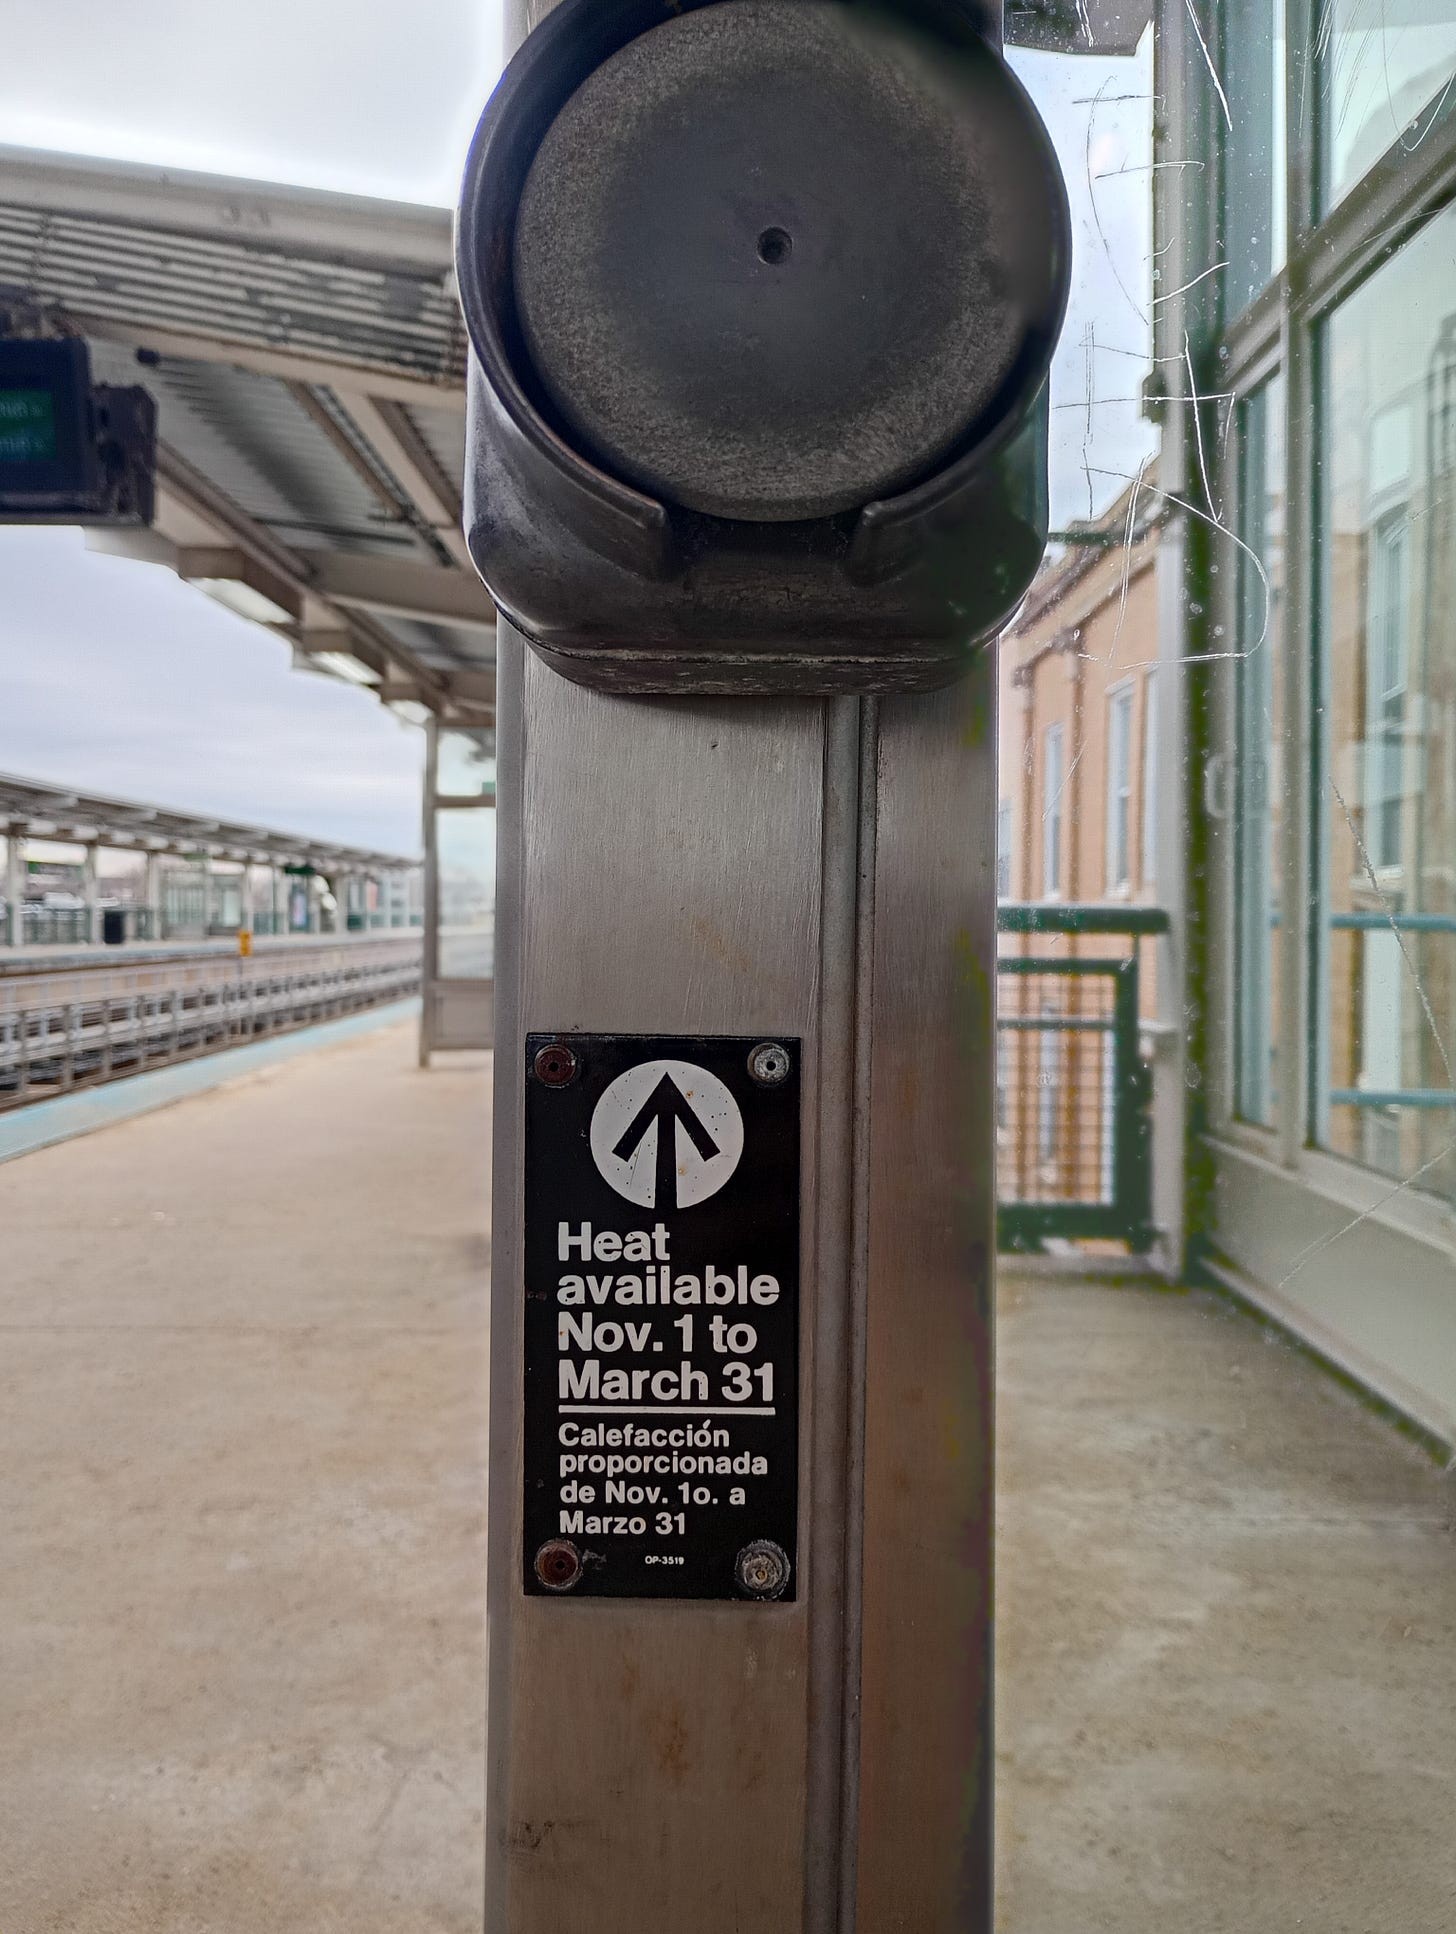 Heat
available
Nov. 1 to
March 31
Calefacción
proporcionada
de Nov. 1o. a
Marzo 31
OP-3519